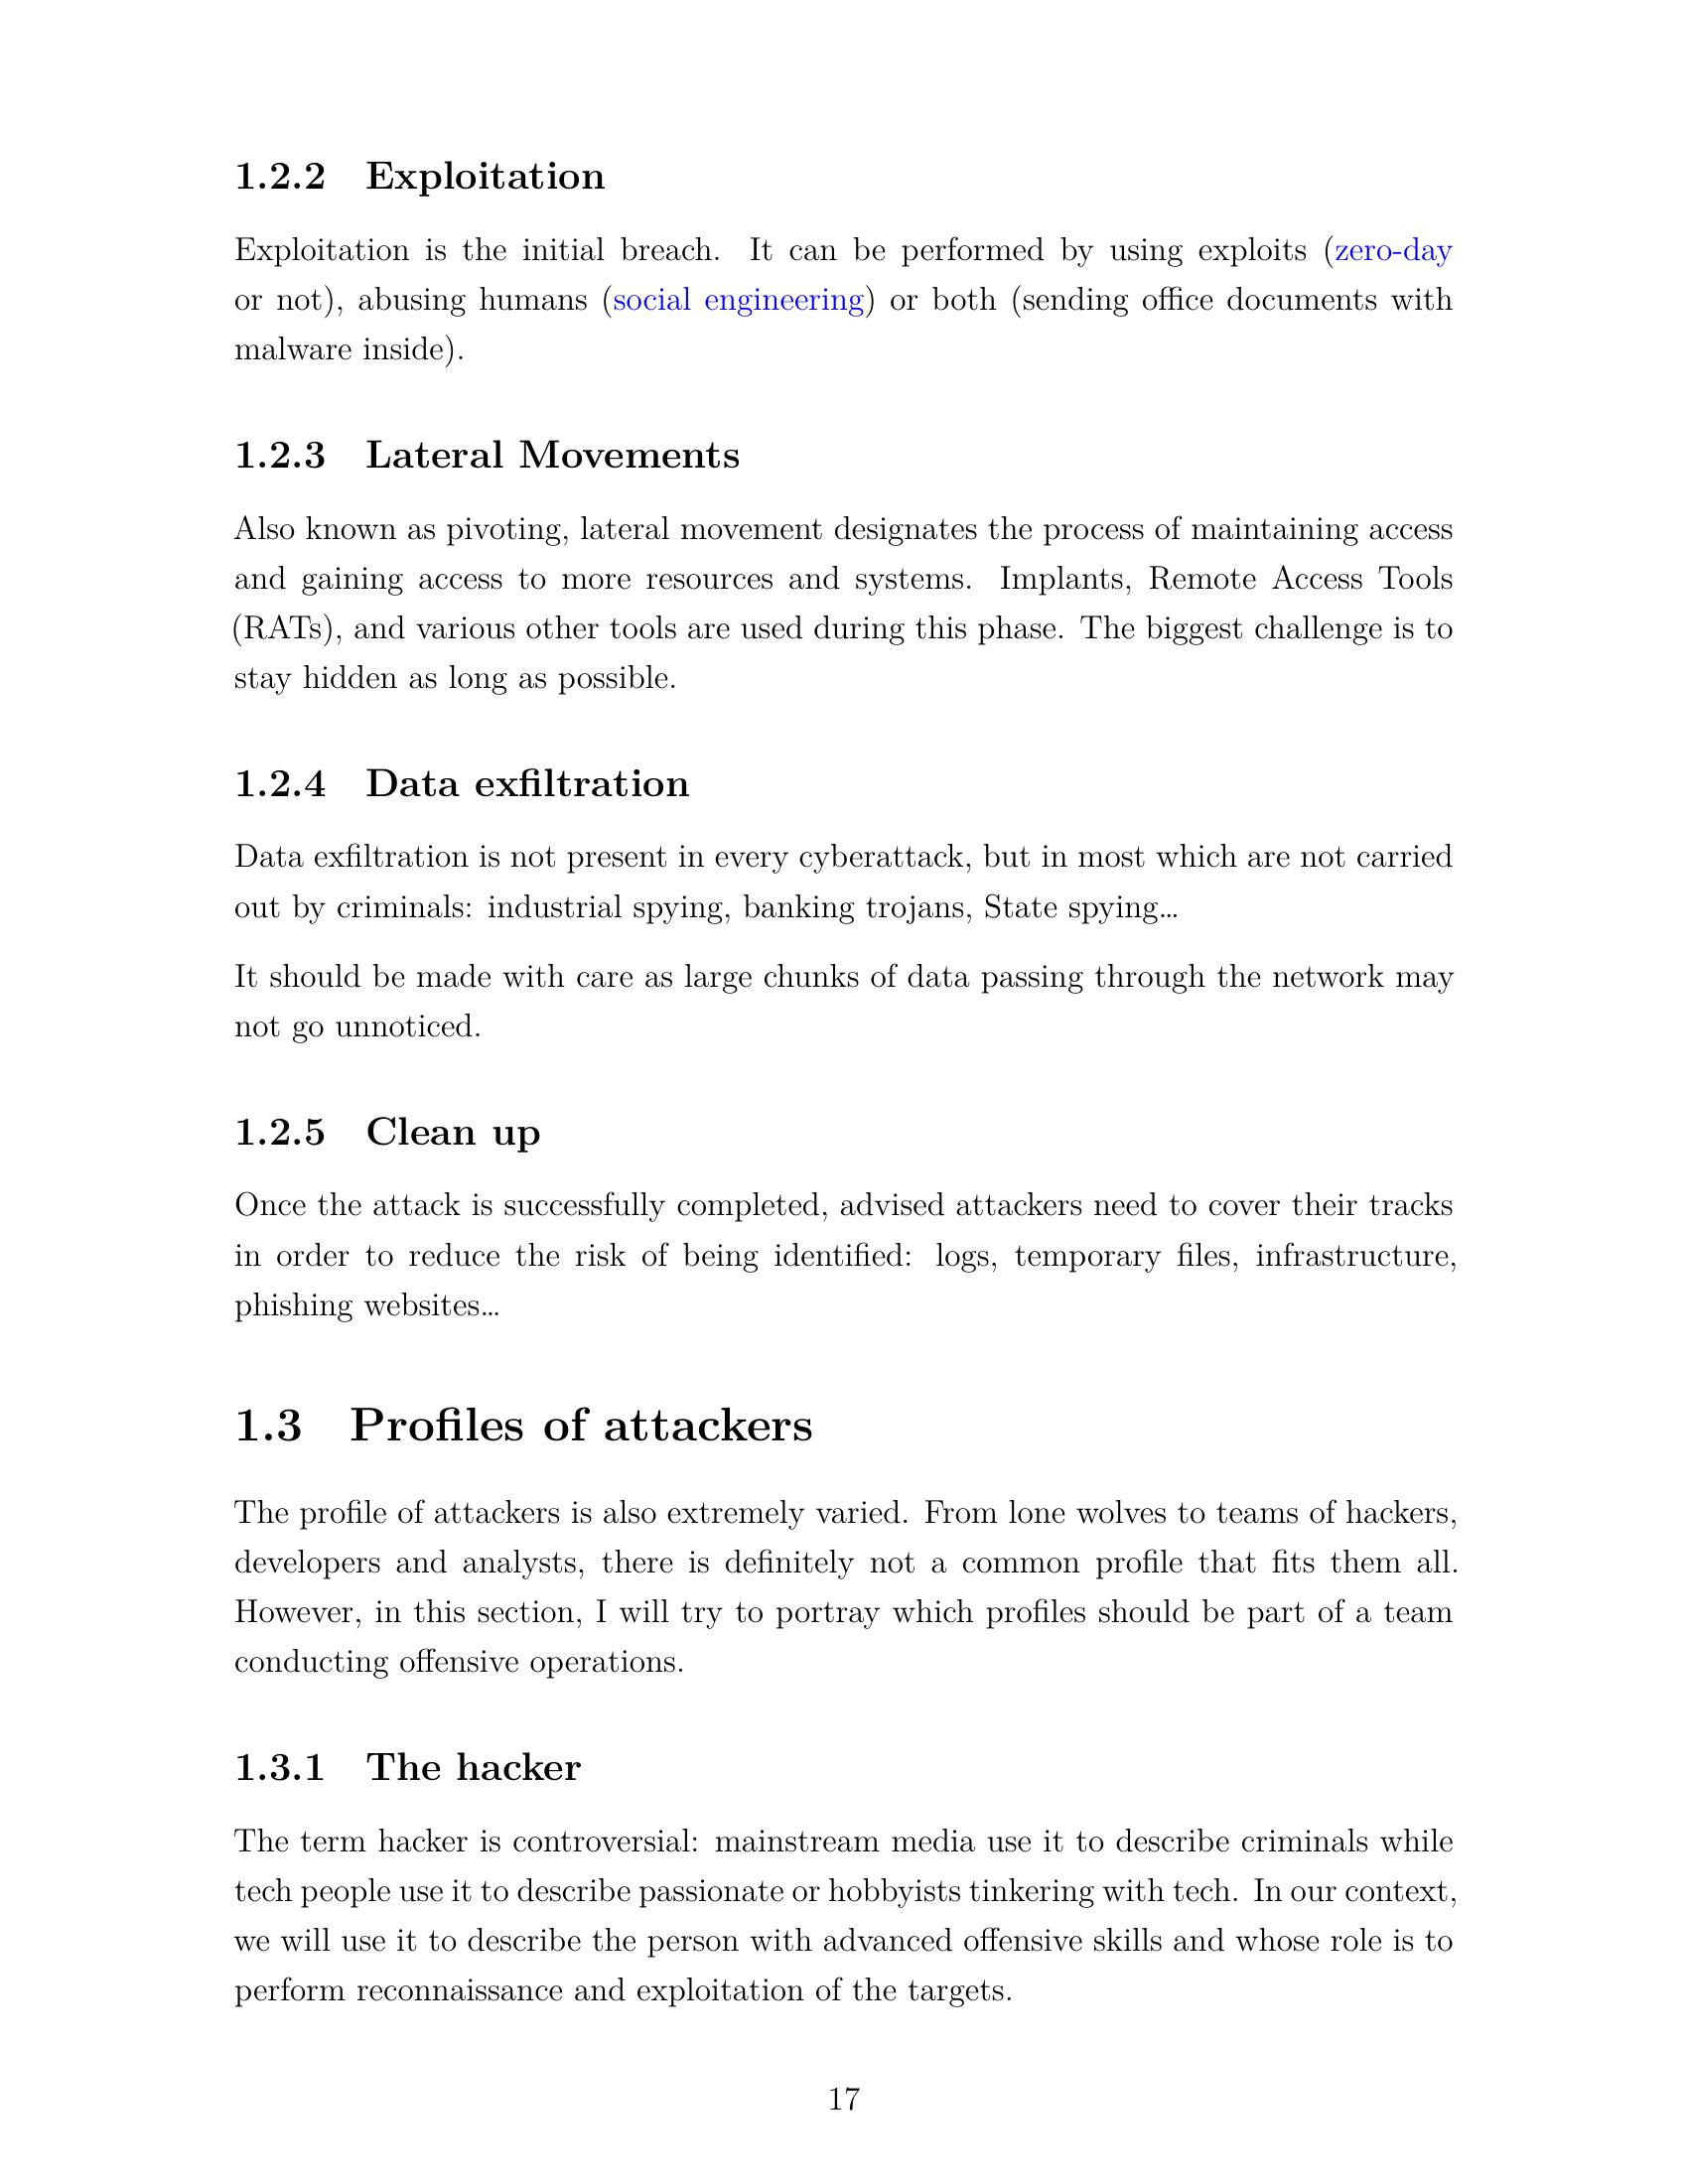 1.2.2 Exploitation
Exploitation is the initial breach. It can be performed by using exploits (zero-day
or not), abusing humans (social engineering) or both (sending office documents with
malware inside).
1.2.3 Lateral Movements
Also known as pivoting, lateral movement designates the process of maintaining access
and gaining access to more resources and systems. Implants, Remote Access Tools
(RATs), and various other tools are used during this phase. The biggest challenge is to
stay hidden as long as possible.
1.2.4 Data exfiltration
Data exfiltration is not present in every cyberattack, but in most which are not carried
out by criminals: industrial spying, banking trojans, State spying…
It should be made with care as large chunks of data passing through the network may
not go unnoticed.
1.2.5 Clean up
Once the attack is successfully completed, advised attackers need to cover their tracks
in order to reduce the risk of being identified: logs, temporary files, infrastructure,
phishing websites…
1.3 Profiles of attackers
The profile of attackers is also extremely varied. From lone wolves to teams of hackers,
developers and analysts, there is definitely not a common profile that fits them all.
However, in this section, I will try to portray which profiles should be part of a team
conducting offensive operations.
1.3.1 The hacker
The term hacker is controversial: mainstream media use it to describe criminals while
tech people use it to describe passionate or hobbyists tinkering with tech. In our context,
we will use it to describe the person with advanced offensive skills and whose role is to
perform reconnaissance and exploitation of the targets.
17